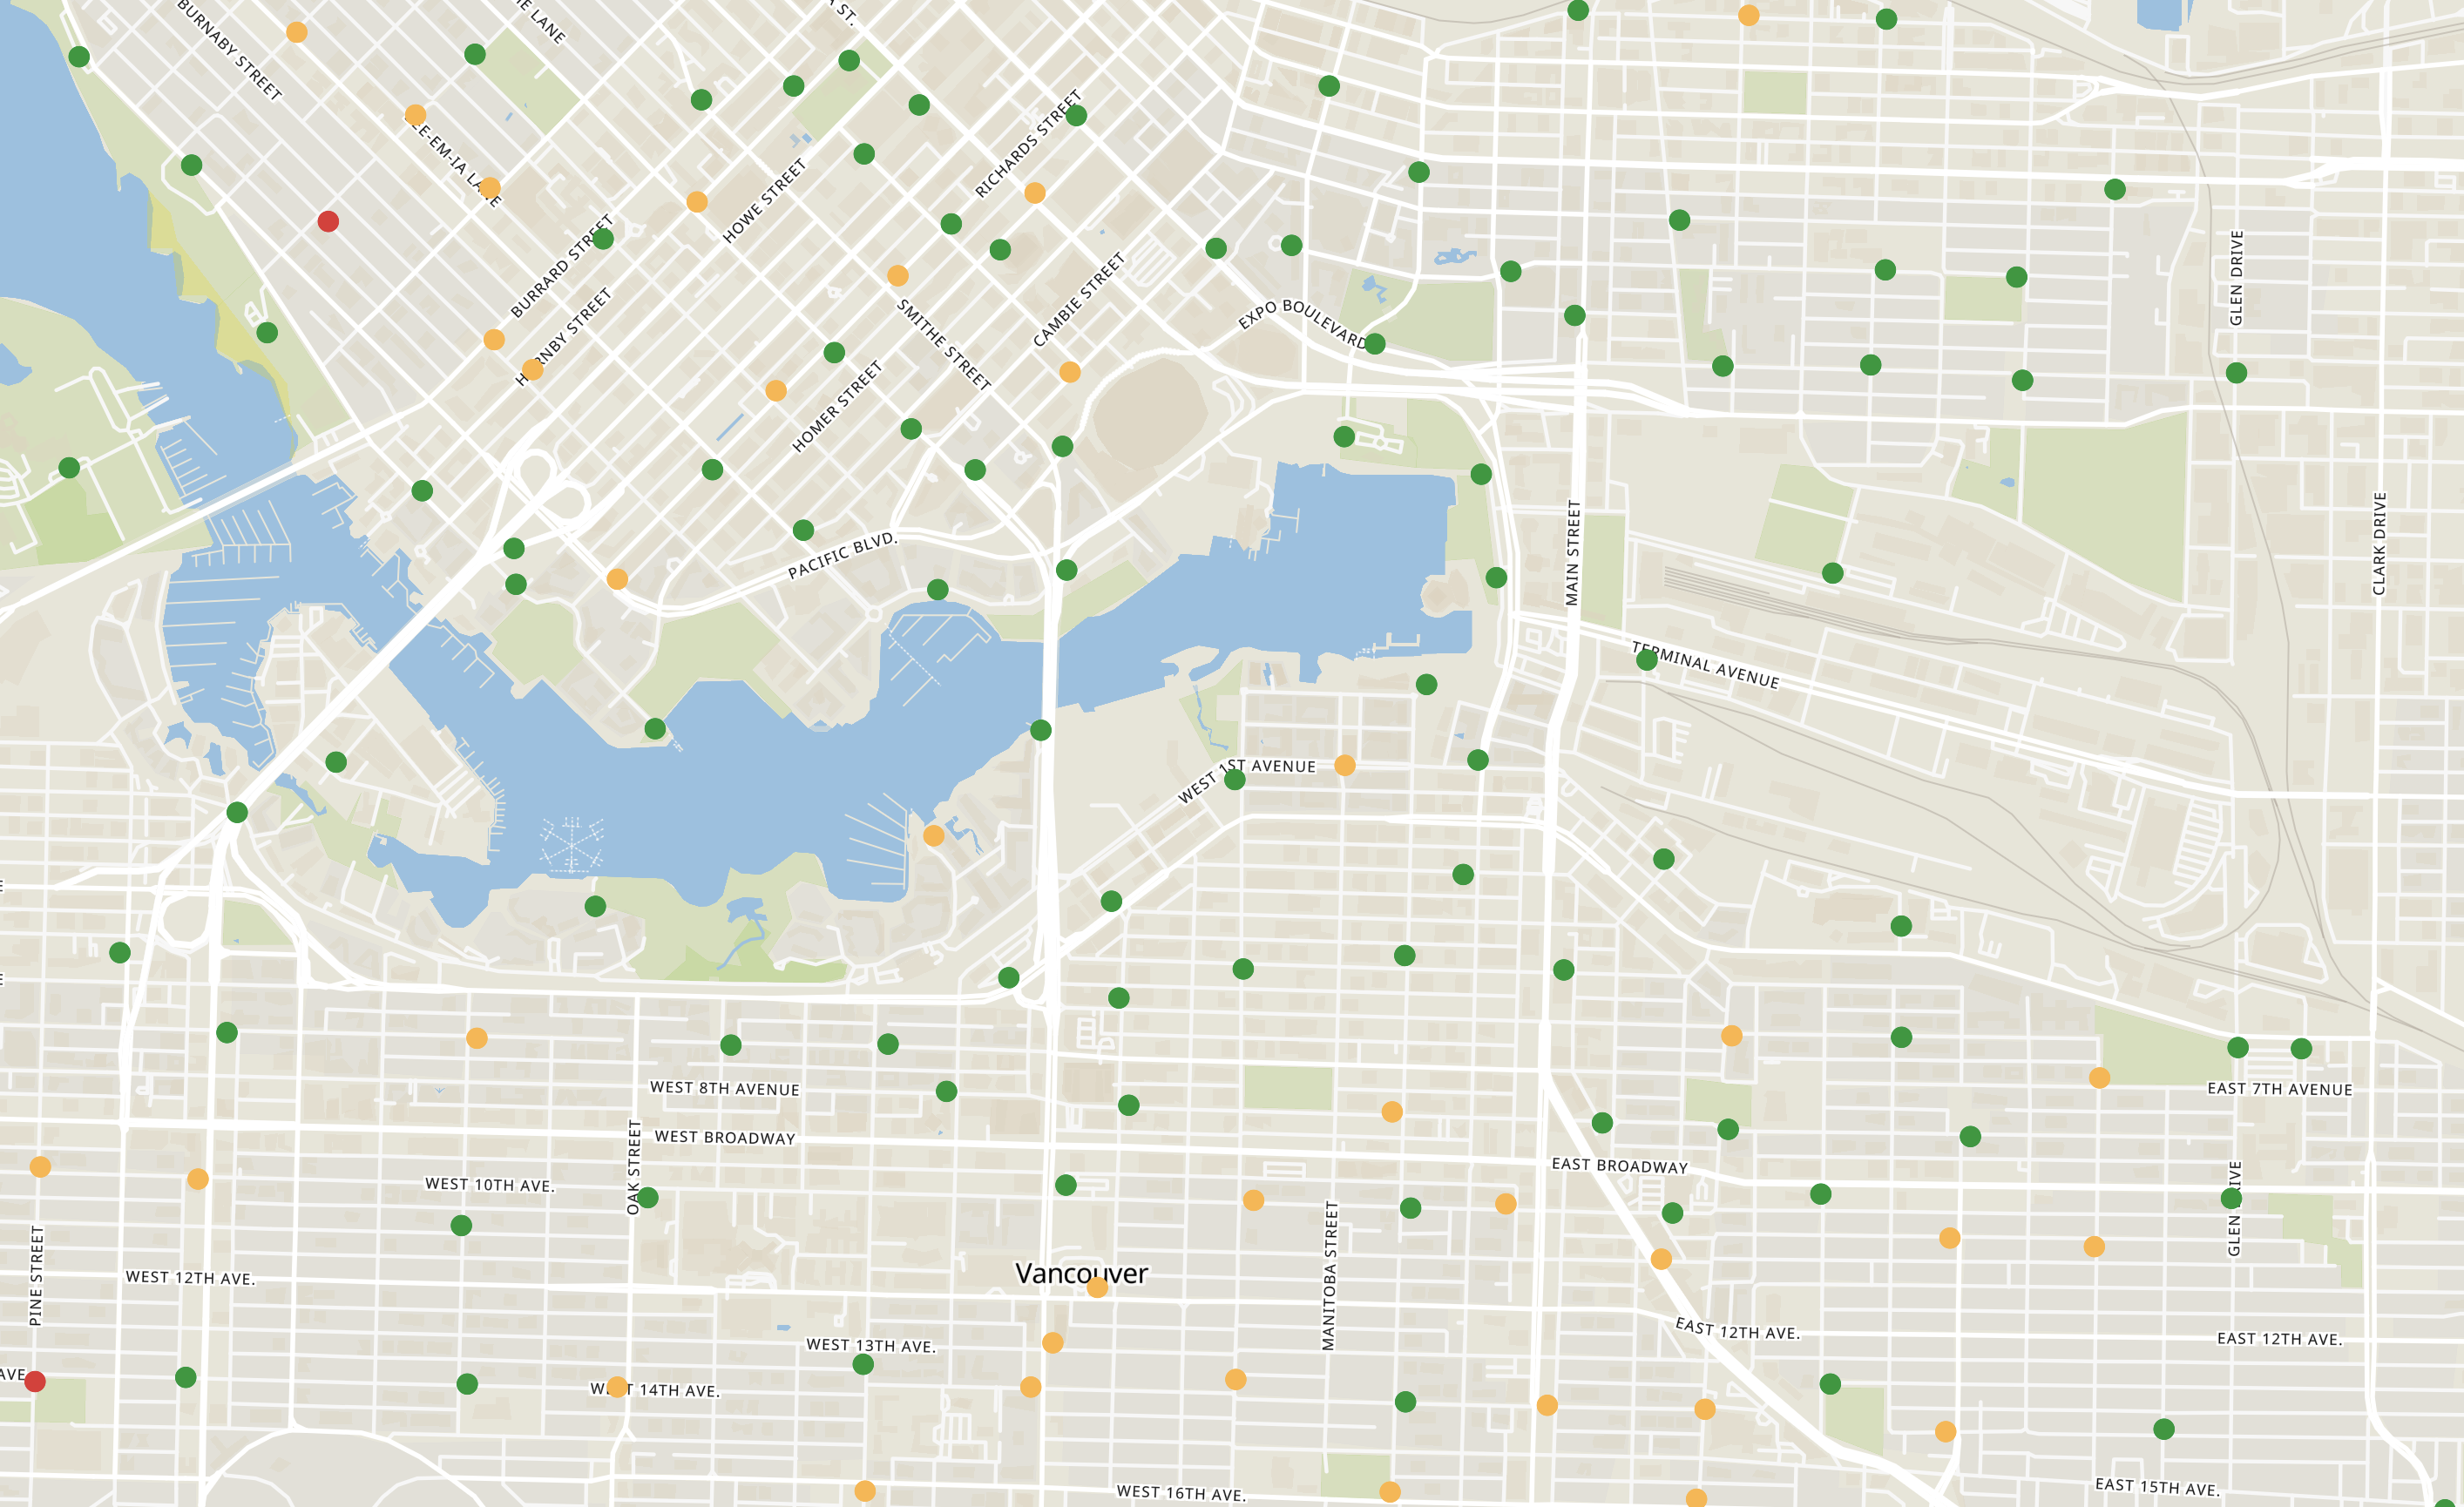 BURNABY STREET
RICHARDS STREET
HOWE STREET
BURRARD STREET
GLEN DRIVE
CAMBIE STREET
EXPO BOULEVARD
SMITHE STREET
HOMER STREET
CLARK DRIVE
MAIN STREET
PACIFIC BLVD.
TERMINAL AVENUE
WEST 1ST AVENUE
WEST 8TH AVENUE
EAST 7TH AVENUE
WEST BROADWAY
OAK STREET
EAST BROADWAY
WEST 10TH AVE.
GLEN DRIVE
MANITOBA STREET
PINE STREET
WEST 12TH AVE.
Vancouver
EAST 12TH AVE.
EAST 12TH AVE.
WEST 13TH AVE.
AVE
WEST 14TH AVE.
EAST 15TH AVE.
WEST 16TH AVE.